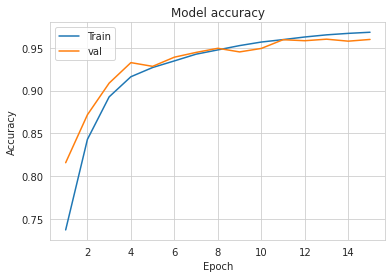 Model accuracy
Train
val
0.95
0.90
0.85
0.80
0.75
Accuracy
2 4 6 8 10 12 14
Epoch